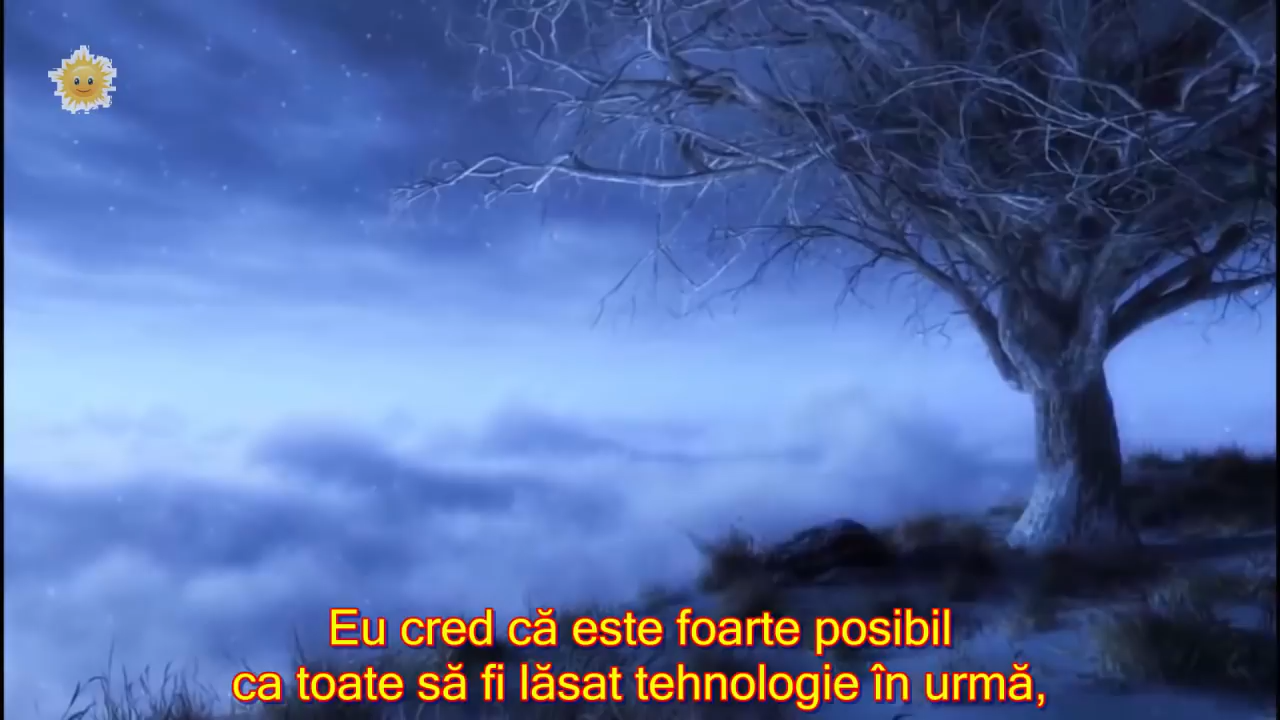 Eu cred că este foarte posibil
ca toate să fi lăsat tehnologie în urmă,